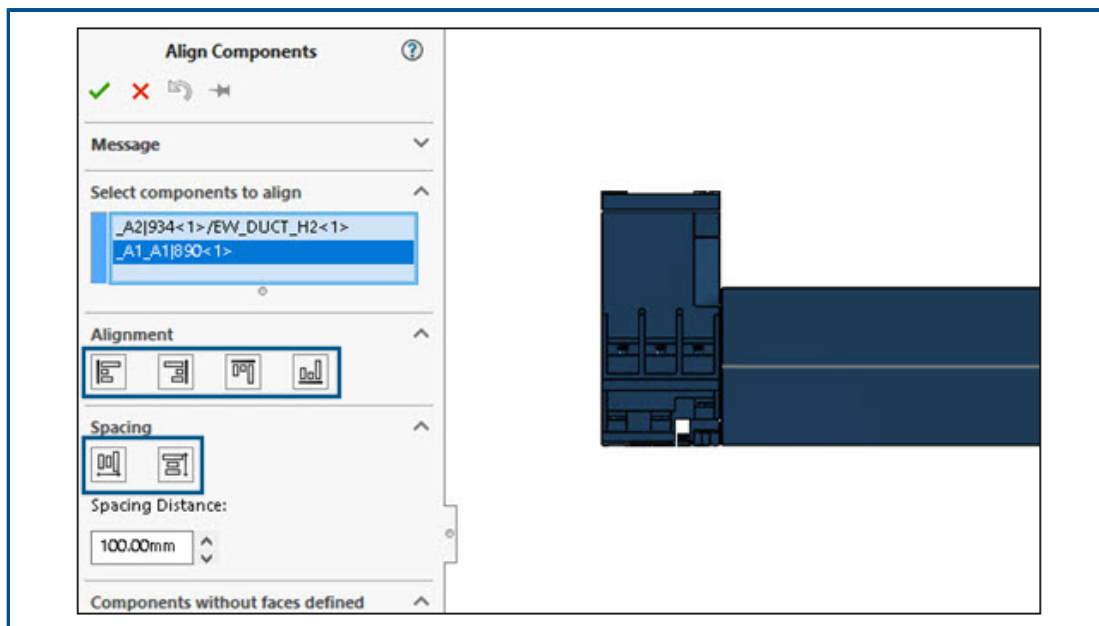 Align Components
Message
Select components to align
_A2|934<1>/EW_DUCT_H2<1>
_A1_A1|890<1>
Alignment
Spacing
Spacing Distance:
100.00mm
Components without faces defined